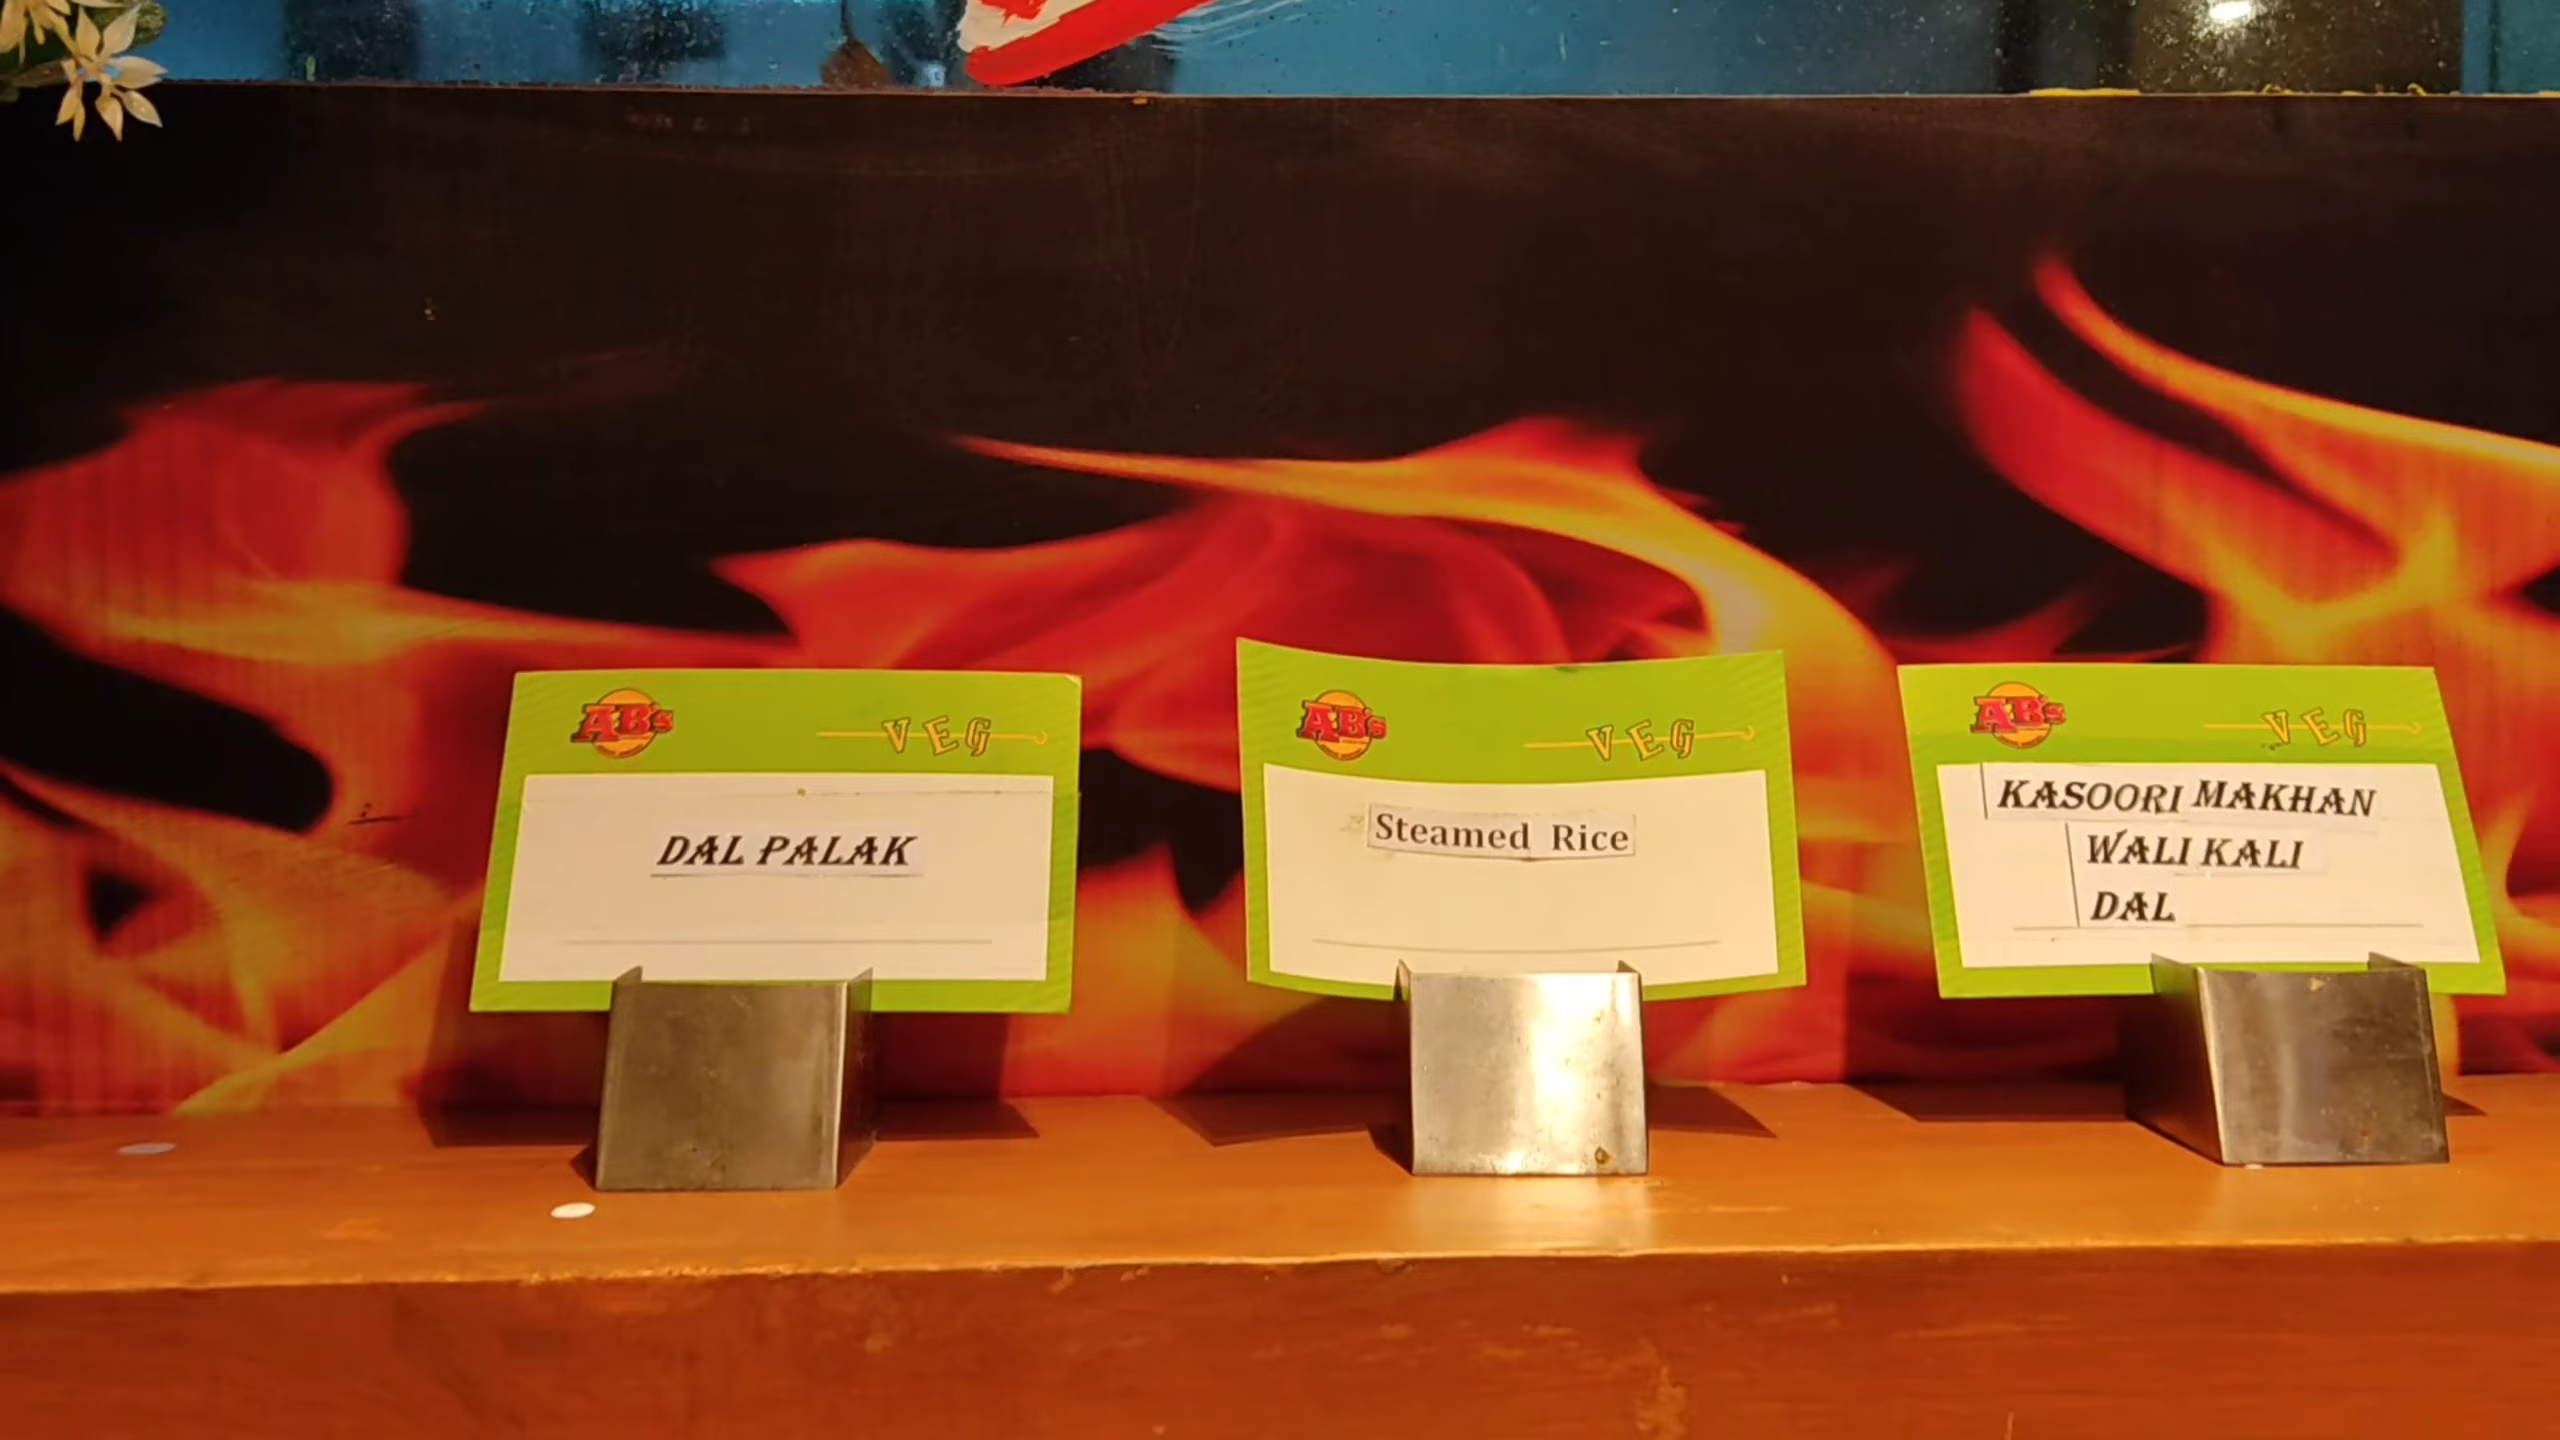 AB's
VEG
DAL PALAK
AB's
VEG
Steamed Rice
AB's
VEG
KASOORI MAKHAN
WALI KALI
DAL